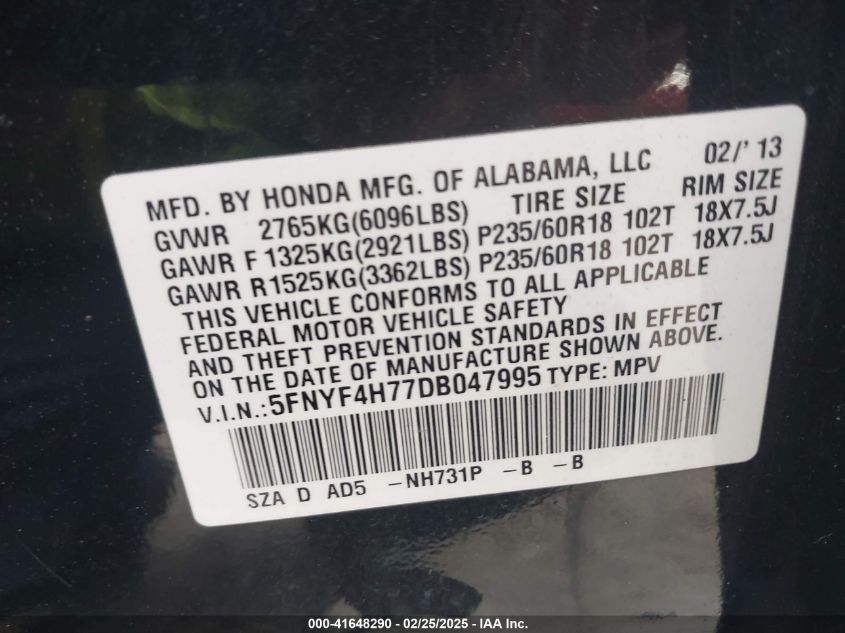 MFD. BY HONDA MFG. OF ALABAMA, LLC 02/' 13
GVWR 2765KG(6096LBS) TIRE SIZE RIM SIZE
GAWR F 1325KG(2921LBS) P235/60R18 102T 18X7.5J
GAWR R1525KG(3362LBS) P235/60R18 102T 18X7.5J
THIS VEHICLE CONFORMS TO ALL APPLICABLE
FEDERAL MOTOR VEHICLE SAFETY
AND THEFT PREVENTION STANDARDS IN EFFECT
ON THE DATE OF MANUFACTURE SHOWN ABOVE.
V.I.N.:5FNYF4H77DB047995 TYPE: MPV
SZA D AD5 -NH731P -B -B
000-41648290 - 02/25/2025 - IAA Inc.